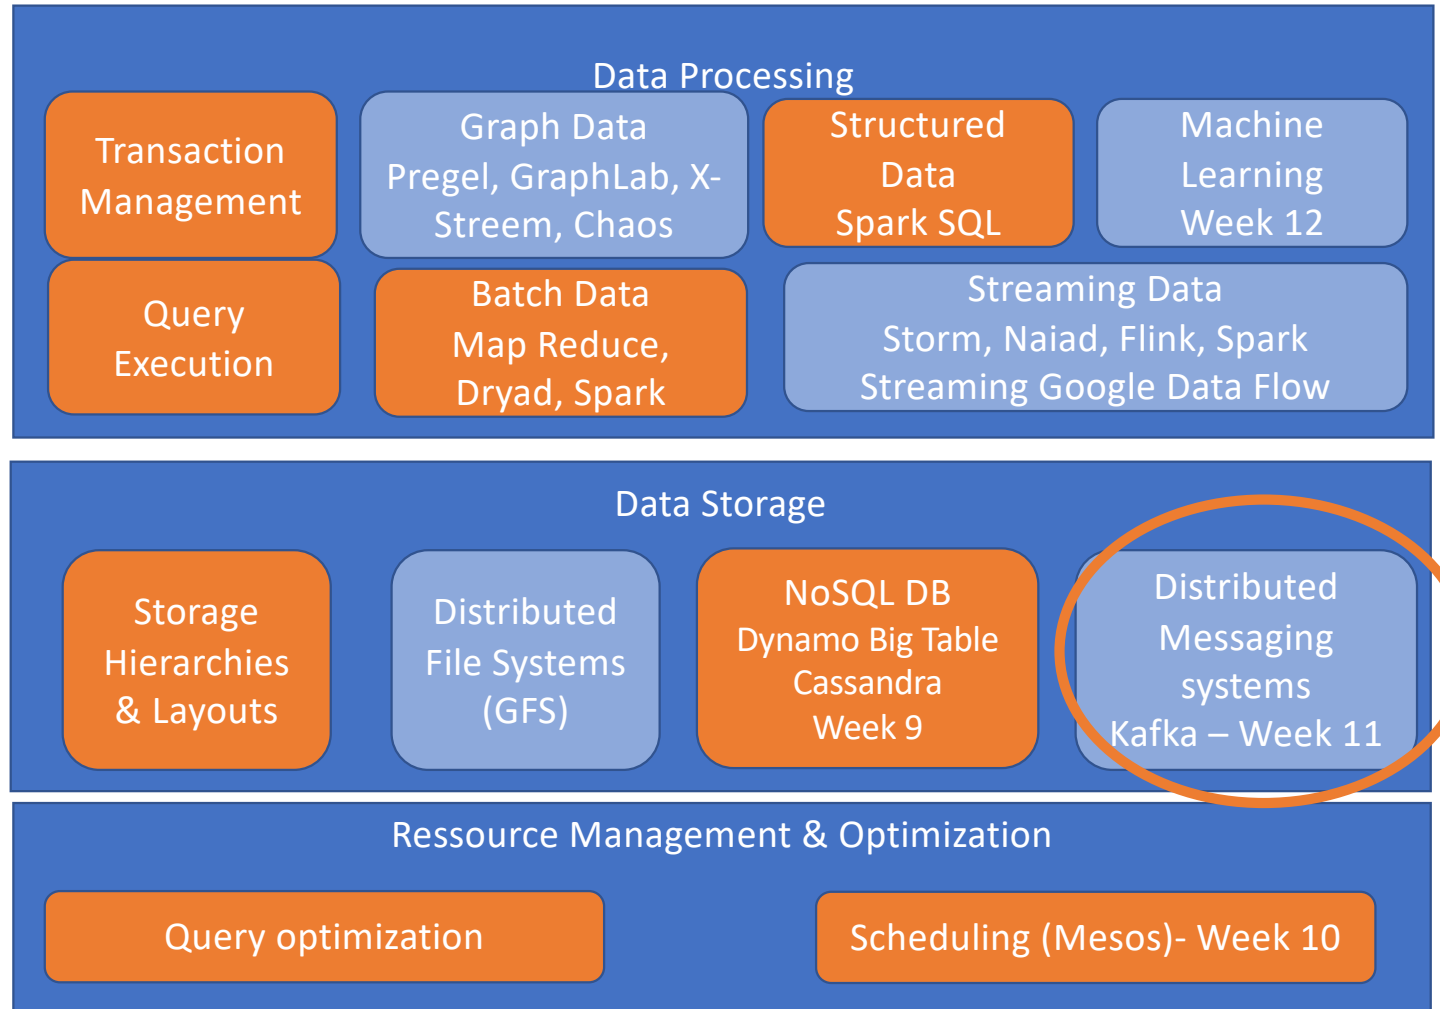 Data Processing
Transaction
Management
Graph Data
Pregel, GraphLab, X-
Streem, Chaos
Structured
Data
Spark SQL
Machine
Learning
Week 12
Query
Execution
Batch Data
Map Reduce,
Dryad, Spark
Streaming Data
Storm, Naiad, Flink, Spark
Streaming Google Data Flow
Data Storage
Storage
Hierarchies
& Layouts
Distributed
File Systems
(GFS)
NoSQL DB
Dynamo Big Table
Cassandra
Week 9
Distributed
Messaging
systems
Kafka – Week 11
Ressource Management & Optimization
Query optimization
Scheduling (Mesos)- Week 10